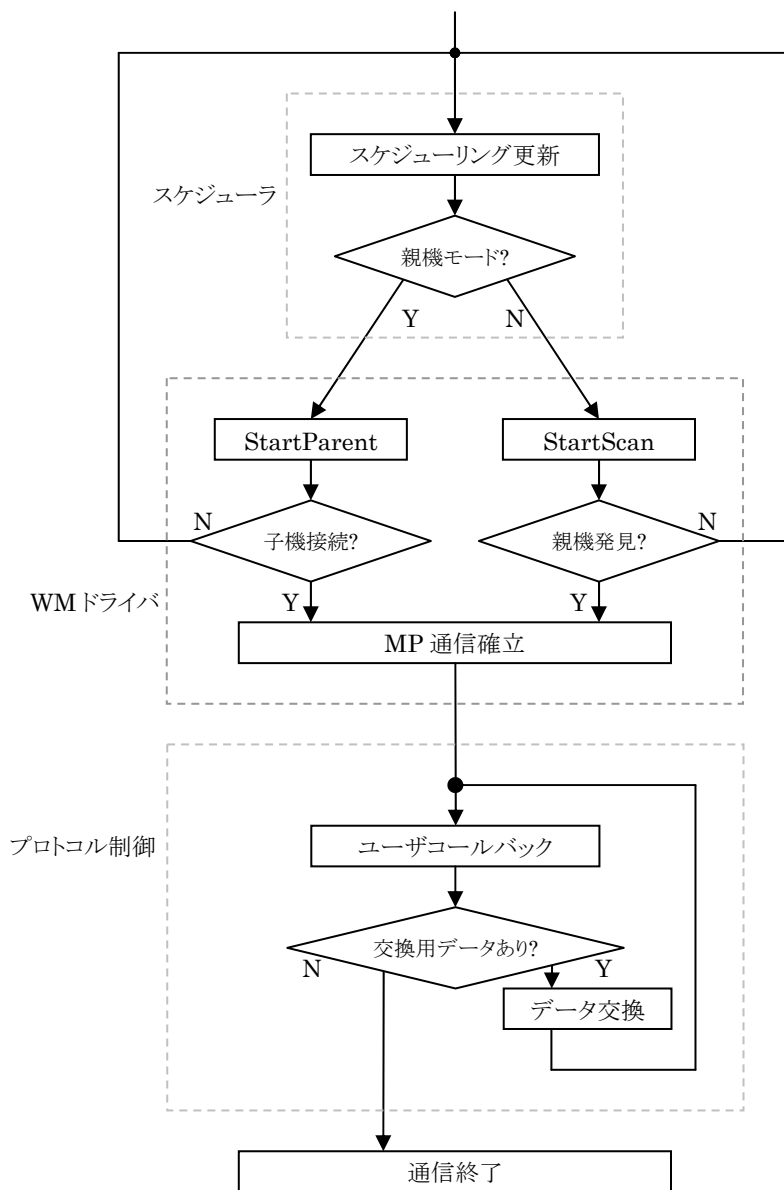 スケジューリング更新
スケジューラ
親機モード?
Y
N
StartParent
StartScan
N
子機接続?
親機発見?
N
WMドライバ
Y
Y
MP 通信確立
プロトコル制御
ユーザコールバック
交換用データあり?
N
Y
データ交換
通信終了